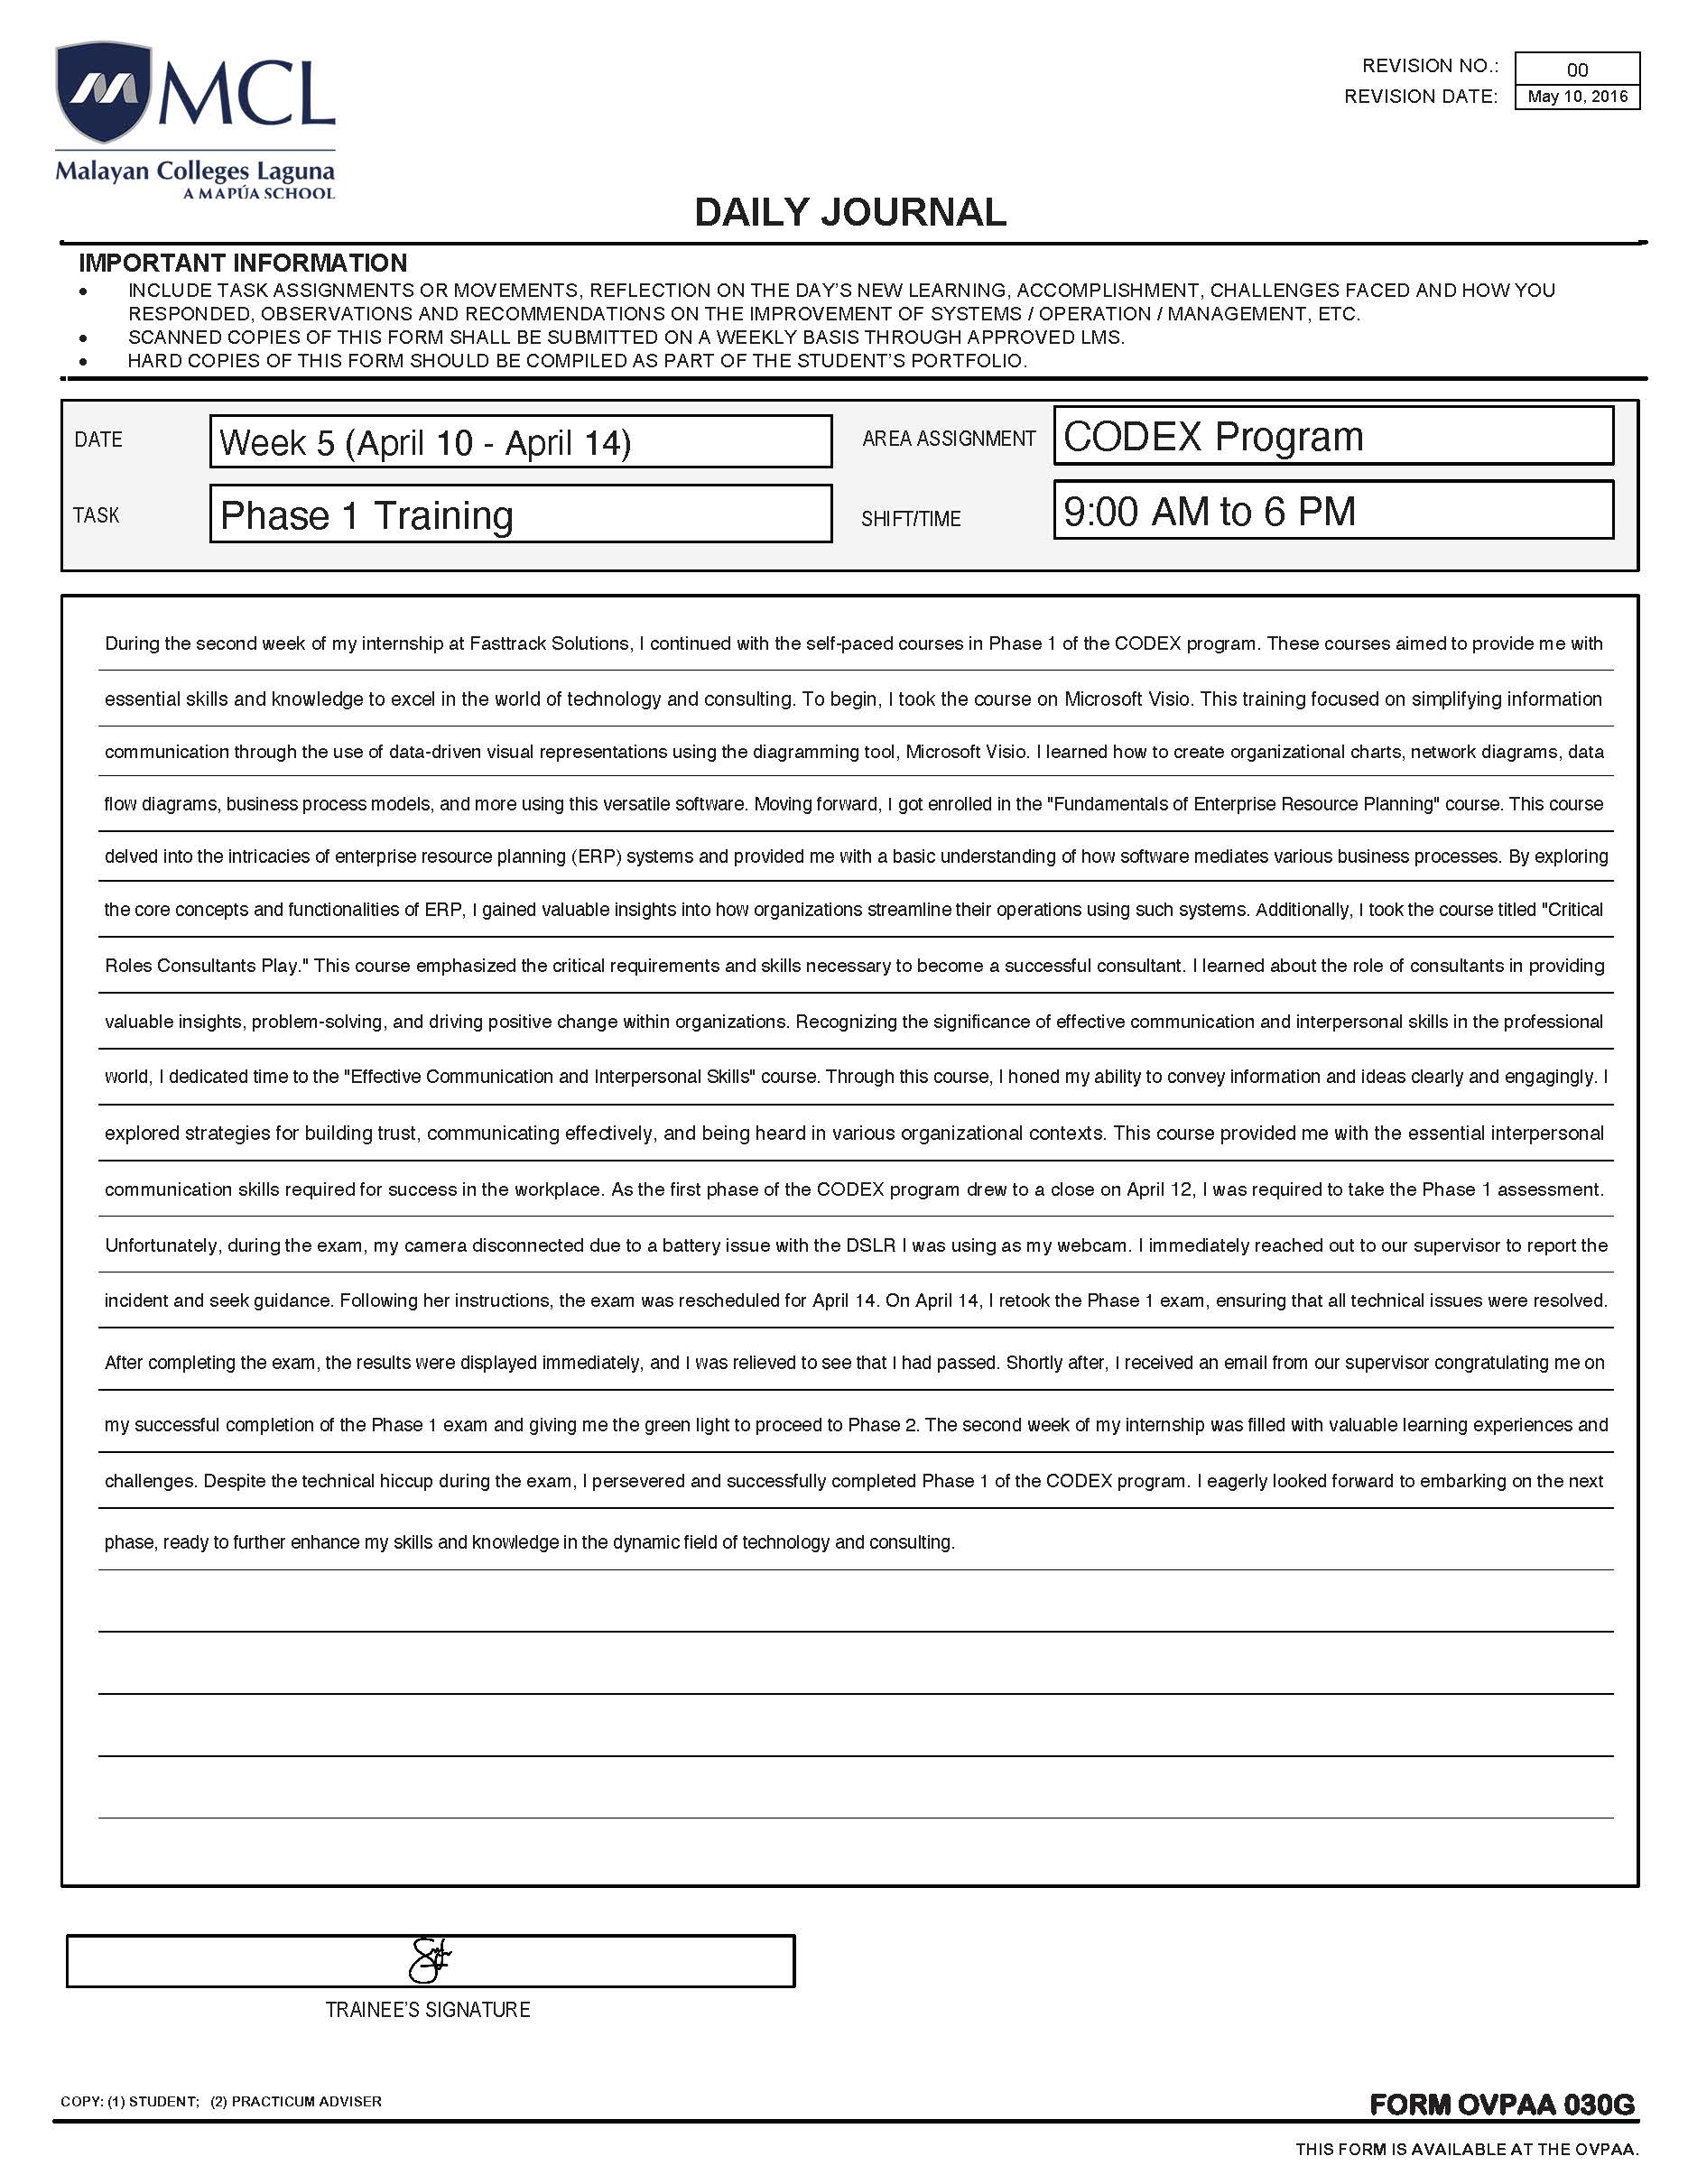 MCL
Malayan Colleges Laguna
A MAPÚA SCHOOL
REVISION NO.: 00
REVISION DATE: May 10, 2016
DAILY JOURNAL
IMPORTANT INFORMATION
• INCLUDE TASK ASSIGNMENTS OR MOVEMENTS, REFLECTION ON THE DAY'S NEW LEARNING, ACCOMPLISHMENT, CHALLENGES FACED AND HOW YOU
RESPONDED, OBSERVATIONS AND RECOMMENDATIONS ON THE IMPROVEMENT OF SYSTEMS / OPERATION / MANAGEMENT, ETC.
• SCANNED COPIES OF THIS FORM SHALL BE SUBMITTED ON A WEEKLY BASIS THROUGH APPROVED LMS.
• HARD COPIES OF THIS FORM SHOULD BE COMPILED AS PART OF THE STUDENT'S PORTFOLIO.
DATE Week 5 (April 10 - April 14) AREA ASSIGNMENT CODEX Program
TASK Phase 1 Training SHIFT/TIME 9:00 AM to 6 PM
During the second week of my internship at Fasttrack Solutions, I continued with the self-paced courses in Phase 1 of the CODEX program. These courses aimed to provide me with
essential skills and knowledge to excel in the world of technology and consulting. To begin, I took the course on Microsoft Visio. This training focused on simplifying information
communication through the use of data-driven visual representations using the diagramming tool, Microsoft Visio. I learned how to create organizational charts, network diagrams, data
flow diagrams, business process models, and more using this versatile software. Moving forward, I got enrolled in the "Fundamentals of Enterprise Resource Planning" course. This course
delved into the intricacies of enterprise resource planning (ERP) systems and provided me with a basic understanding of how software mediates various business processes. By exploring
the core concepts and functionalities of ERP, I gained valuable insights into how organizations streamline their operations using such systems. Additionally, I took the course titled "Critical
Roles Consultants Play." This course emphasized the critical requirements and skills necessary to become a successful consultant. I learned about the role of consultants in providing
valuable insights, problem-solving, and driving positive change within organizations. Recognizing the significance of effective communication and interpersonal skills in the professional
world, I dedicated time to the "Effective Communication and Interpersonal Skills" course. Through this course, I honed my ability to convey information and ideas clearly and engagingly. I
explored strategies for building trust, communicating effectively, and being heard in various organizational contexts. This course provided me with the essential interpersonal
communication skills required for success in the workplace. As the first phase of the CODEX program drew to a close on April 12, I was required to take the Phase 1 assessment.
Unfortunately, during the exam, my camera disconnected due to a battery issue with the DSLR I was using as my webcam. I immediately reached out to our supervisor to report the
incident and seek guidance. Following her instructions, the exam was rescheduled for April 14. On April 14, I retook the Phase 1 exam, ensuring that all technical issues were resolved.
After completing the exam, the results were displayed immediately, and I was relieved to see that I had passed. Shortly after, I received an email from our supervisor congratulating me on
my successful completion of the Phase 1 exam and giving me the green light to proceed to Phase 2. The second week of my internship was filled with valuable learning experiences and
challenges. Despite the technical hiccup during the exam, I persevered and successfully completed Phase 1 of the CODEX program. I eagerly looked forward to embarking on the next
phase, ready to further enhance my skills and knowledge in the dynamic field of technology and consulting.
TRAINEE'S SIGNATURE
COPY: (1) STUDENT; (2) PRACTICUM ADVISER
FORM OVPAA 030G
THIS FORM IS AVAILABLE AT THE OVPAA.